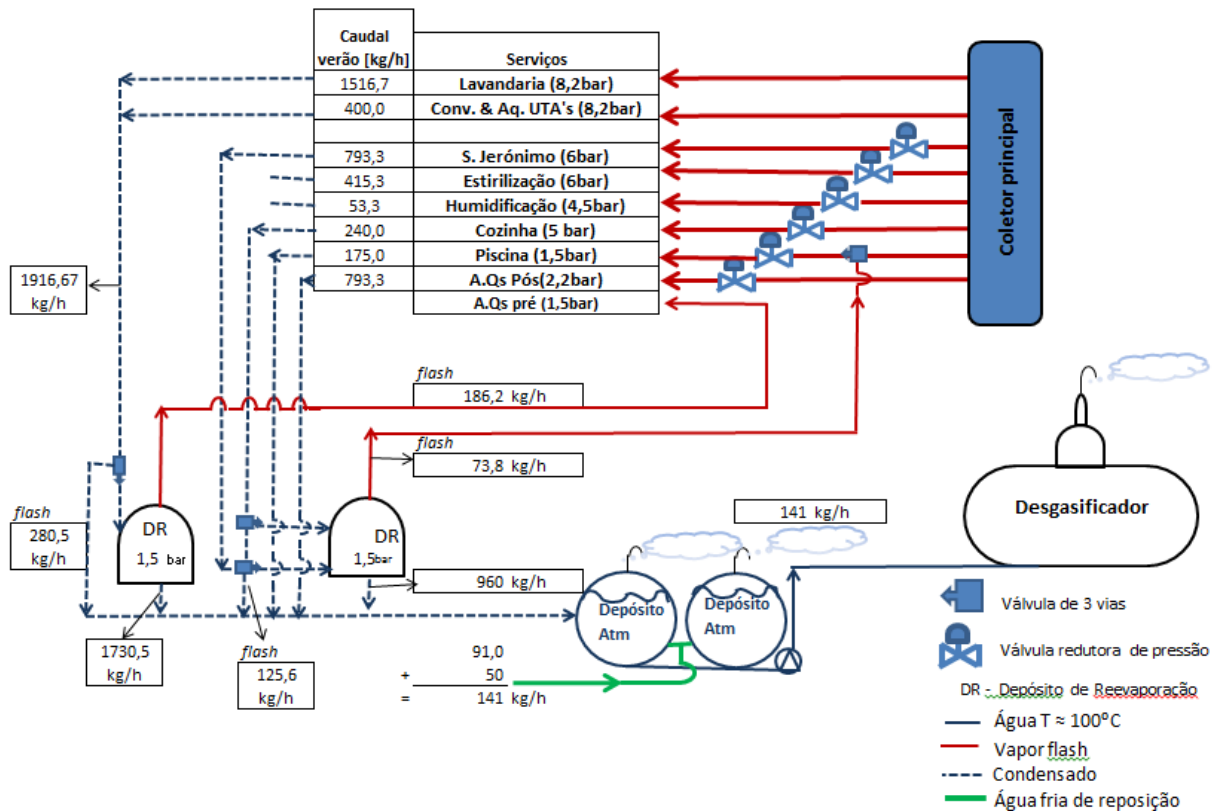 Caudal
verão [kg/h]
Serviços
1516,7 Lavandaria (8,2bar)
400,0 Conv. & Aq. UTA's (8,2bar)
793,3 S. Jerónimo (6bar)
415,3 Estirilização (6bar)
53,3 Humidificação (4,5bar)
240,0 Cozinha (5 bar)
175,0 Piscina (1,5bar)
793,3 A.Qs Pós(2,2bar)
A.Qs pré (1,5bar)
Coletor principal
1916,67
kg/h
flash
186,2 kg/h
flash
73,8 kg/h
flash
280,5
kg/h
DR
1,5 bar
DR
1,5bar
960 kg/h
1730,5
kg/h
flash
125,6
kg/h
91,0
+ 50
= 141 kg/h
Depósito
Atm
Depósito
Atm
141 kg/h
Desgasificador
Válvula de 3 vias
Válvula redutora de pressão
DR - Depósito de Reevaporação
Água T ≈ 100ºC
Vapor flash
Condensado
Água fria de reposição